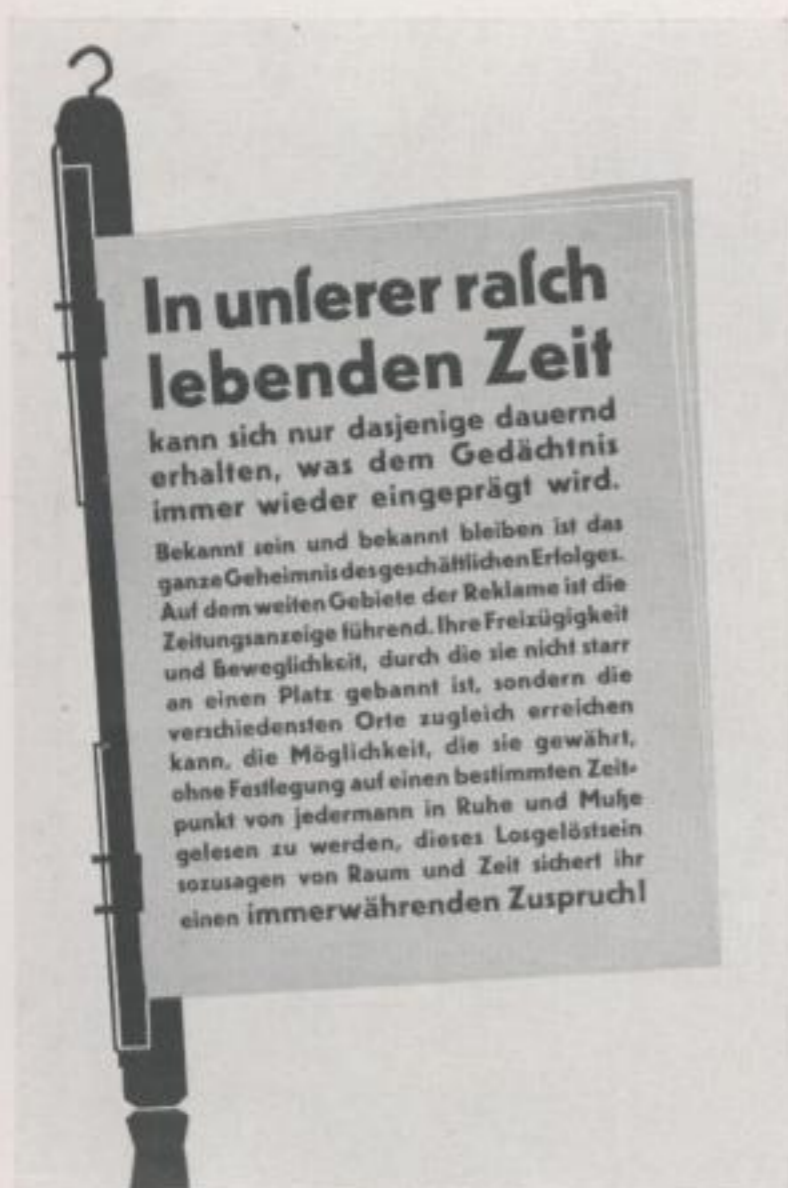 In unſerer raſch
lebenden Zeit
kann sich nur dasjenige dauernd
erhalten, was dem Gedächtnis
immer wieder eingeprägt wird.
Bekannt sein und bekannt bleiben ist das
ganze Geheimnis des geschäftlichen Erfolges.
Auf dem weiten Gebiete der Reklame ist die
Zeitungsanzeige führend. Ihre Freizügigkeit
und Beweglichkeit, durch die sie nicht starr
an einen Platz gebannt ist, sondern die
verschiedensten Orte zugleich erreichen
kann, die Möglichkeit, die sie gewährt,
ohne Festlegung auf einen bestimmten Zeit-
punkt von jedermann in Ruhe und Muße
gelesen zu werden, dieses Losgelöstsein
sozusagen von Raum und Zeit sichert ihr
einen immerwährenden Zuspruch!